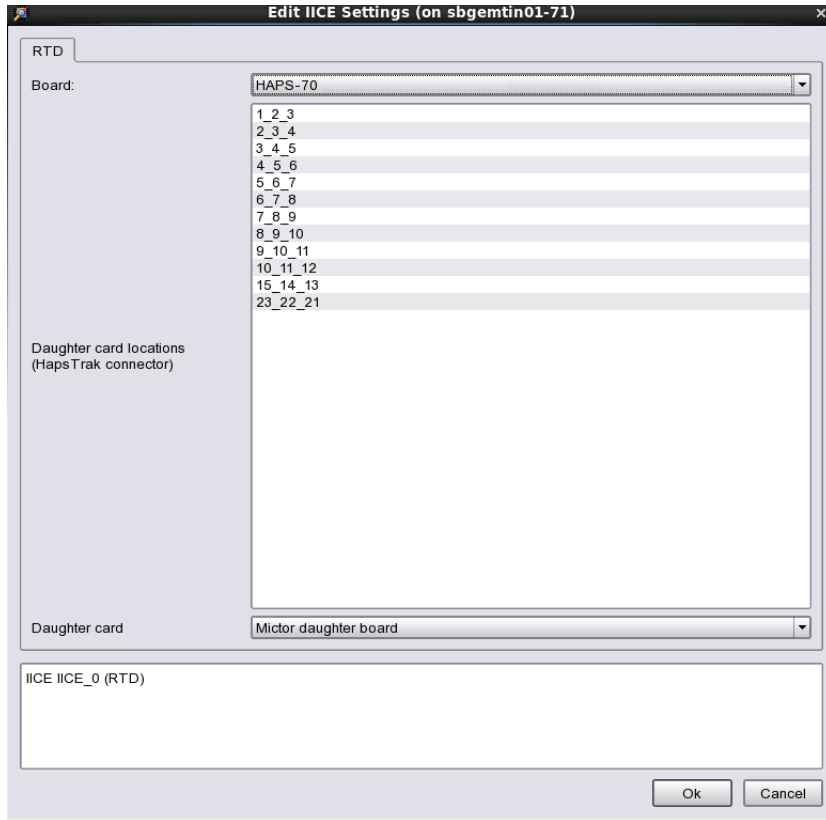 Edit IICE Settings (on sbgemtin01-71)
RTD
Board:
HAPS-70
1_2_3
2_3_4
3_4_5
4_5_6
5_6_7
6_7_8
7_8_9
8_9_10
9_10_11
10_11_12
15_14_13
23_22_21
Daughter card locations
(HapsTrak connector)
Daughter card
Mictor daughter board
IICE IICE_0 (RTD)
Ok
Cancel